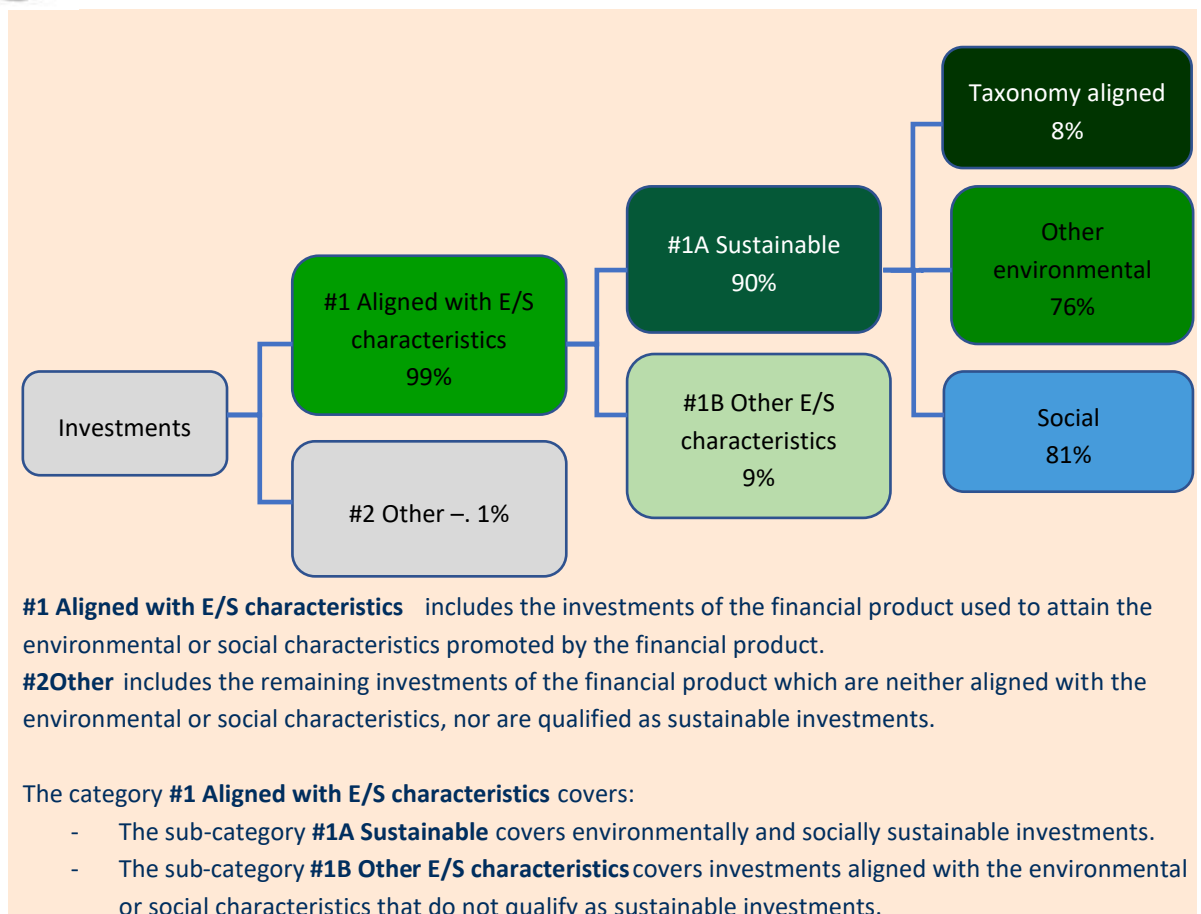 Taxonomy aligned
8%
#1A Sustainable
90%
Other
environmental
76%
#1 Aligned with E/S
characteristics
99%
#1B Other E/S
characteristics
9%
Investments
Social
81%
#2 Other –. 1%
#1 Aligned with E/S characteristics includes the investments of the financial product used to attain the
environmental or social characteristics promoted by the financial product.
#2Other includes the remaining investments of the financial product which are neither aligned with the
environmental or social characteristics, nor are qualified as sustainable investments.
The category #1 Aligned with E/S characteristics covers:
- The sub-category #1A Sustainable covers environmentally and socially sustainable investments.
- The sub-category #1B Other E/S characteristics covers investments aligned with the environmental
or social characteristics that do not qualify as sustainable investments.